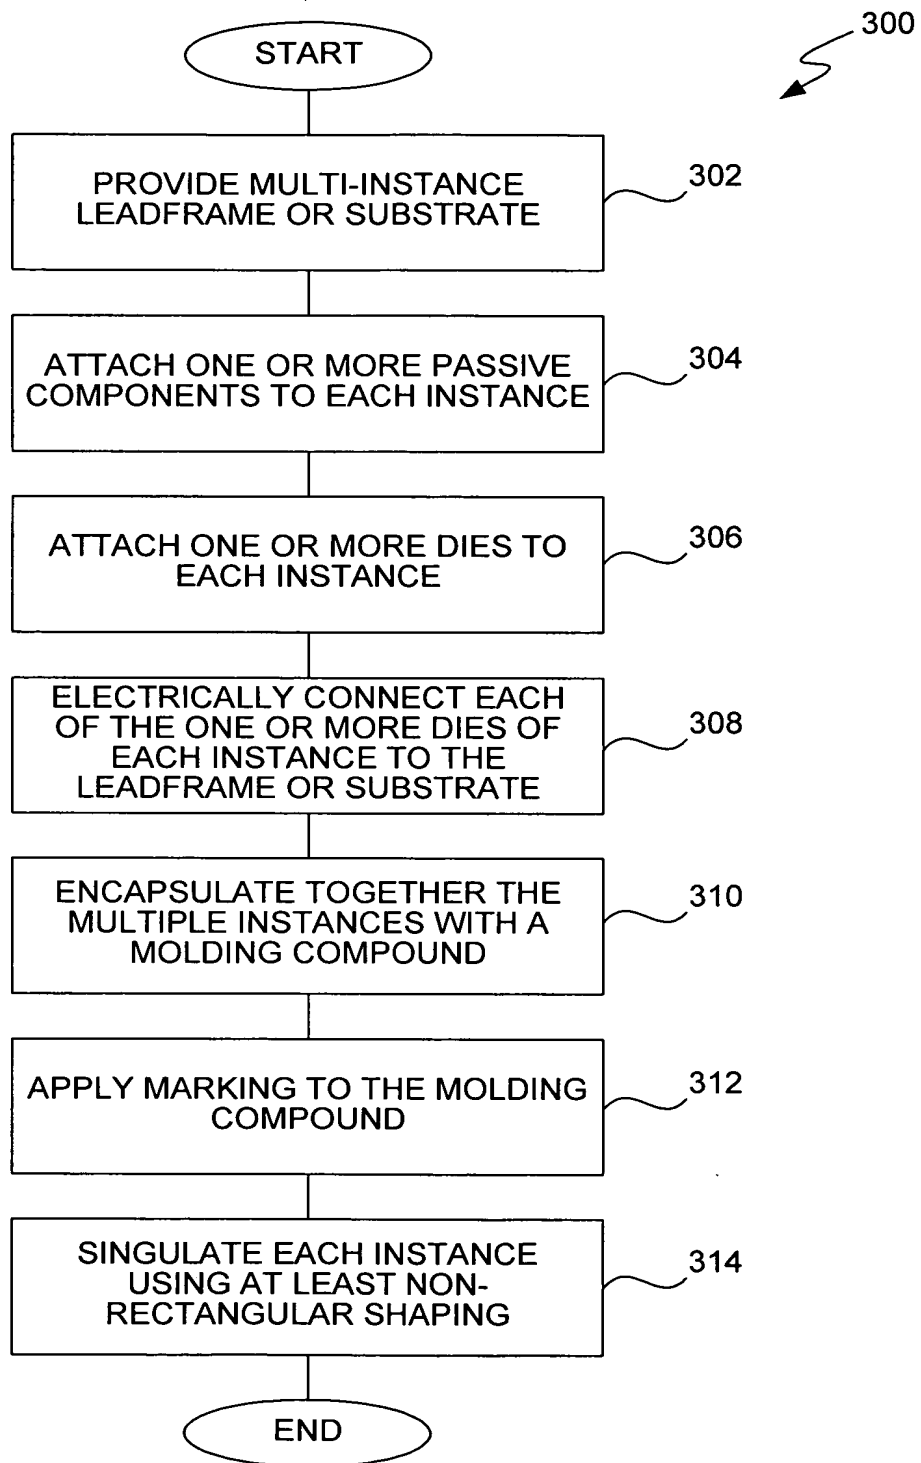 300
START
PROVIDE MULTI-INSTANCE
LEADFRAME OR SUBSTRATE
302
ATTACH ONE OR MORE PASSIVE
COMPONENTS TO EACH INSTANCE
304
ATTACH ONE OR MORE DIES TO
EACH INSTANCE
306
ELECTRICALLY CONNECT EACH
OF THE ONE OR MORE DIES OF
EACH INSTANCE TO THE
LEADFRAME OR SUBSTRATE
308
ENCAPSULATE TOGETHER THE
MULTIPLE INSTANCES WITH A
MOLDING COMPOUND
310
APPLY MARKING TO THE MOLDING
COMPOUND
312
SINGULATE EACH INSTANCE
USING AT LEAST NON-
RECTANGULAR SHAPING
314
END